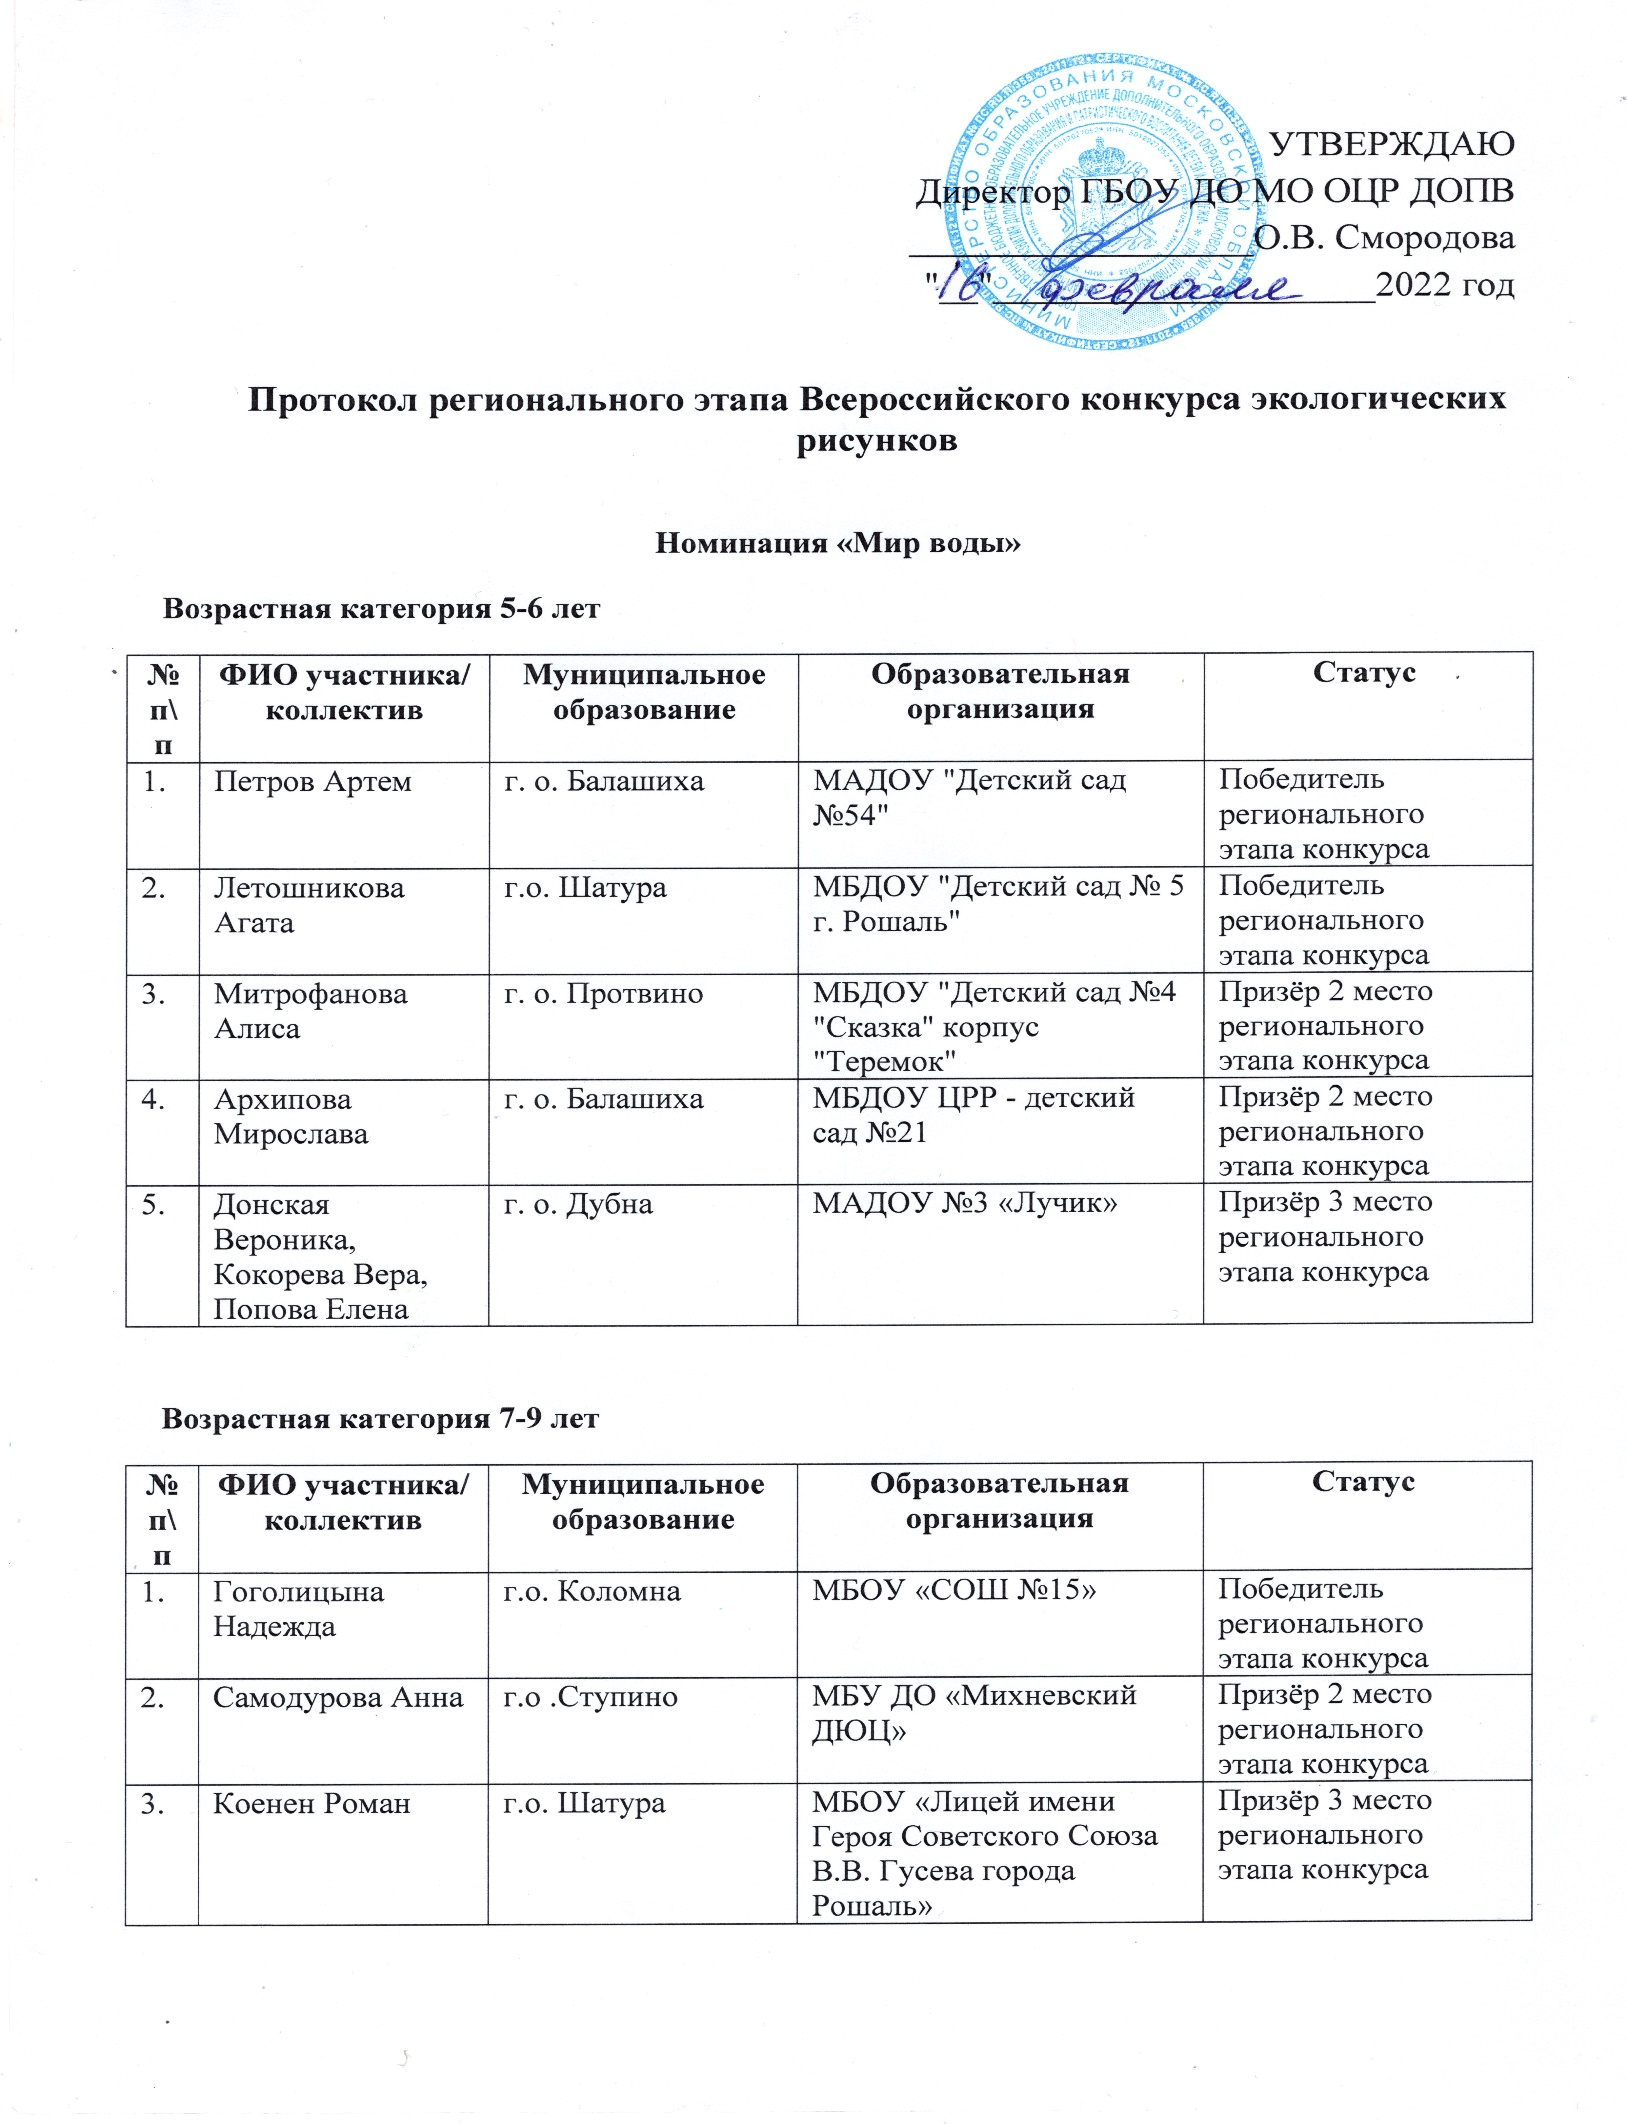 УТВЕРЖДАЮ
Директор ГБОУ ДО МО ОЦР ДОПВ
О.В. Смородова
"16" февраля 2022 год
МИНИСТЕРСТВО ОБРАЗОВАНИЯ МОСКОВСКОЙ ОБЛАСТИ
Протокол регионального этапа Всероссийского конкурса экологических
рисунков
Номинация «Мир воды»
Возрастная категория 5-6 лет
№ п\п ФИО участника/ коллектив Муниципальное образование Образовательная организация Статус
1. Петров Артем г. о. Балашиха МАДОУ "Детский сад Победитель
№54" регионального
этапа конкурса
2. Летошникова г.о. Шатура МБДОУ "Детский сад № 5 Победитель
Агата г. Рошаль" регионального
этапа конкурса
3. Митрофанова г. о. Протвино МБДОУ "Детский сад №4 Призёр 2 место
Алиса "Сказка" корпус регионального
"Теремок" этапа конкурса
4. Архипова г. о. Балашиха МБДОУ ЦРР - детский Призёр 2 место
Мирослава сад №21 регионального
этапа конкурса
5. Донская г. о. Дубна МАДОУ №3 «Лучик» Призёр 3 место
Вероника, регионального
Кокорева Вера, этапа конкурса
Попова Елена
Возрастная категория 7-9 лет
№ п\п ФИО участника/ коллектив Муниципальное образование Образовательная организация Статус
1. Гоголицына г.о. Коломна МБОУ «СОШ №15» Победитель
Надежда регионального
этапа конкурса
2. Самодурова Анна г.о .Ступино МБУ ДО «Михневский Призёр 2 место
ДЮЦ» регионального
этапа конкурса
3. Коенен Роман г.о. Шатура МБОУ «Лицей имени Призёр 3 место
Героя Советского Союза регионального
В.В. Гусева города этапа конкурса
Рошаль»